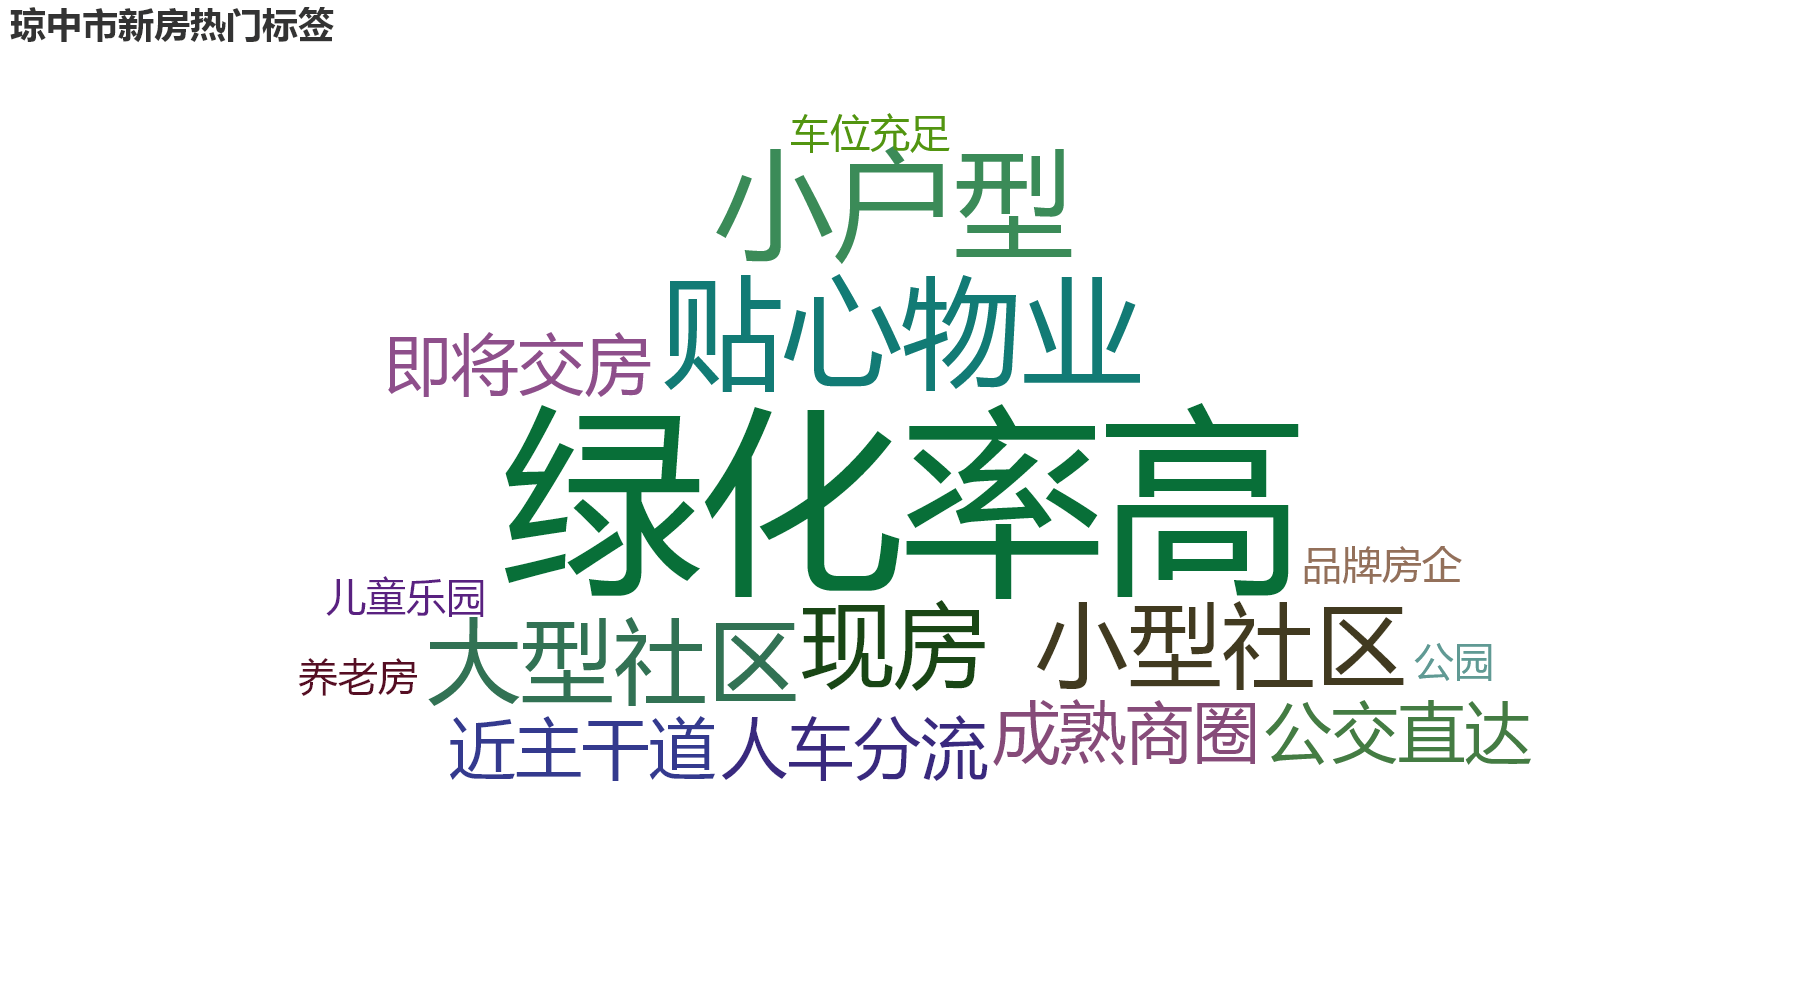 琼中市新房热门标签
车位充足
小户型
贴心物业
即将交房
绿化率高
品牌房企
儿童乐园
大型社区
现房
小型社区
公园
养老房
近主干道
人车分流
成熟商圈
公交直达